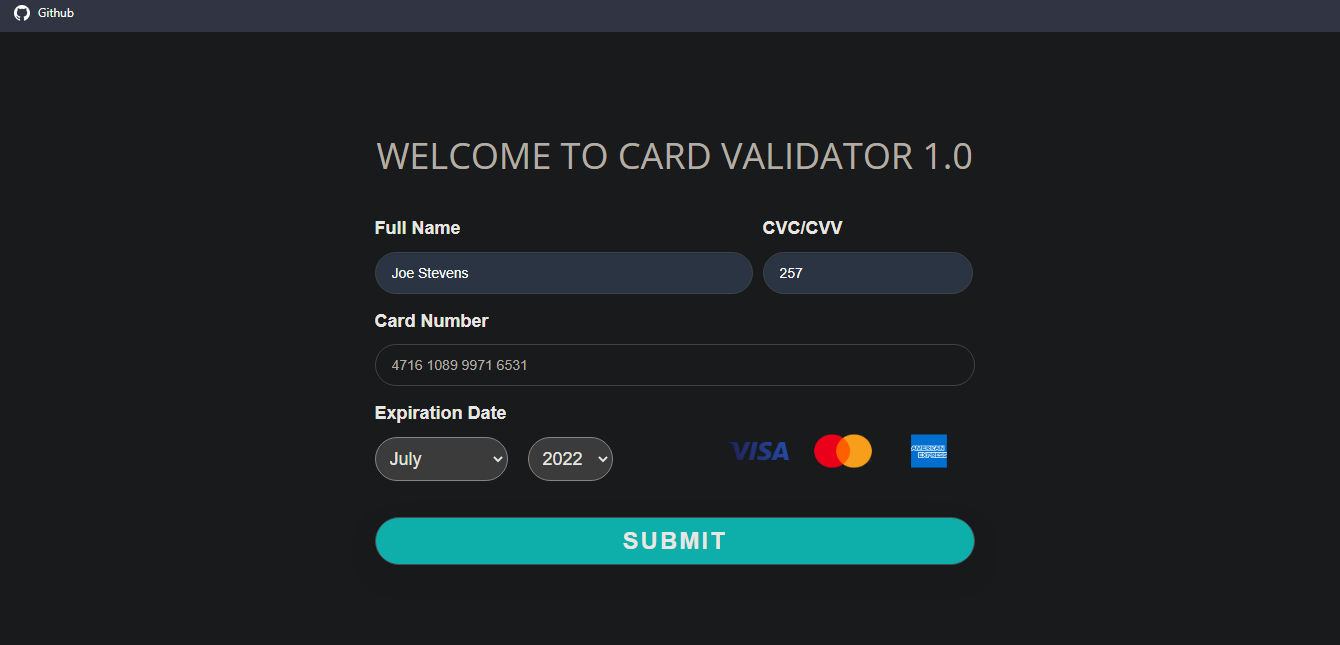 Github
WELCOME TO CARD VALIDATOR 1.0
Full Name
CVC/CVV
Joe Stevens
257
Card Number
4716 1089 9971 6531
Expiration Date
July
2022
VISA
AMERICAN
EXPRESS
SUBMIT